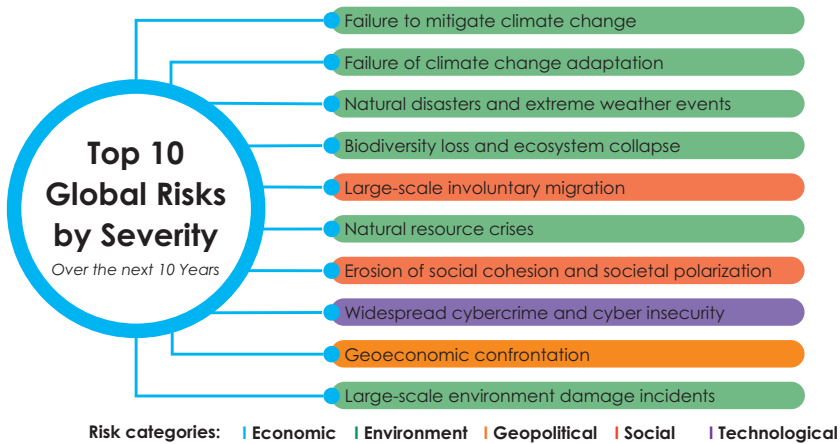 Failure to mitigate climate change
Failure of climate change adaptation
Natural disasters and extreme weather events
Biodiversity loss and ecosystem collapse
Large-scale involuntary migration
Natural resource crises
Erosion of social cohesion and societal polarization
Widespread cybercrime and cyber insecurity
Geoeconomic confrontation
Large-scale environment damage incidents
Top 10
Global Risks
by Severity
Over the next 10 Years
Risk categories: Economic Environment Geopolitical Social Technological